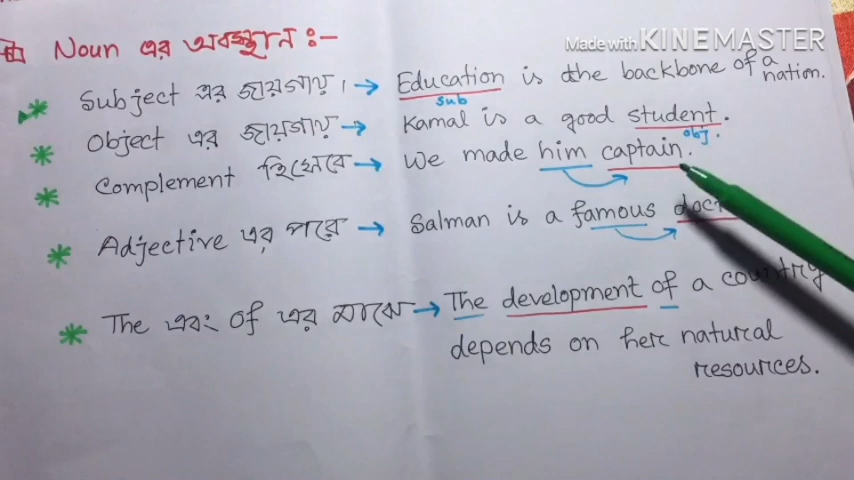 Made with KINEMASTER
Noun এর অবস্থান :-
Subject এর জায়গায়। → Education is the backbone of a nation.
sub
Object এর জায়গায় → Kamal is a good student.
obj.
Complement হিসেবে → We made him captain.
Adjective এর পরে → Salman is a famous
The এবং of এর মাঝে → The development of a country
depends on her natural
resources.